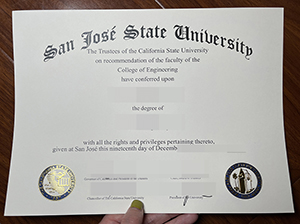 San José State University
The Trustees of the California State University
on recommendation of the faculty of the
College of Engineering
have conferred upon
the degree of
with all the rights and privileges pertaining thereto,
given at San José this nineteenth day of Decemb